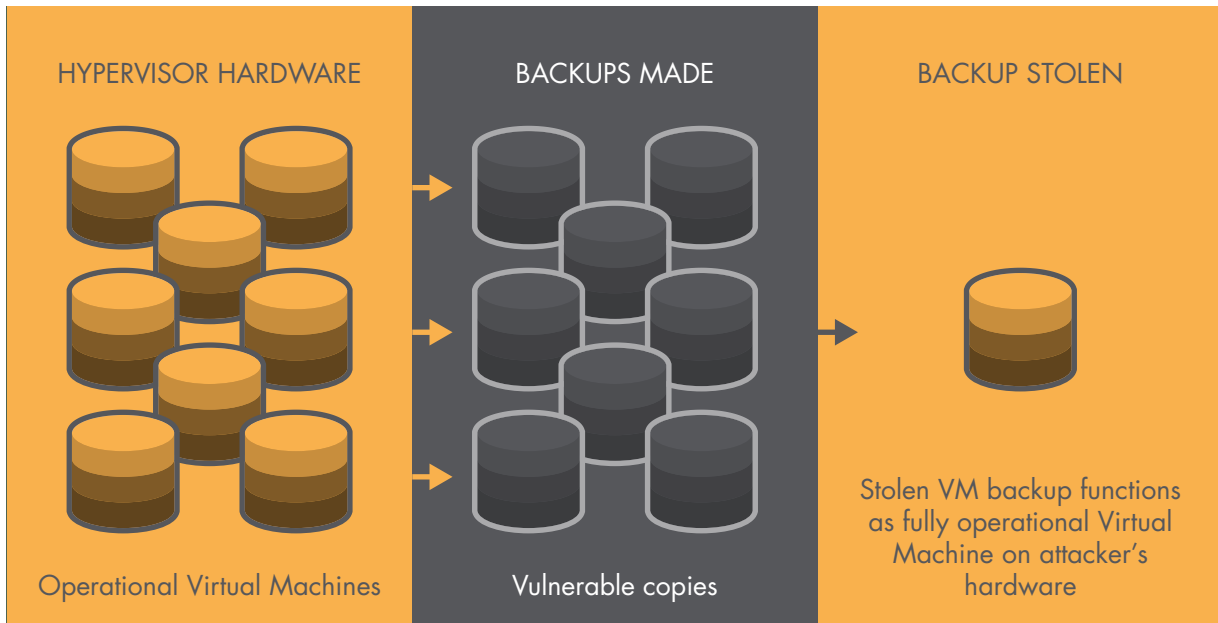 HYPERVISOR HARDWARE
Operational Virtual Machines
BACKUPS MADE
Vulnerable copies
BACKUP STOLEN
Stolen VM backup functions
as fully operational Virtual
Machine on attacker’s
hardware